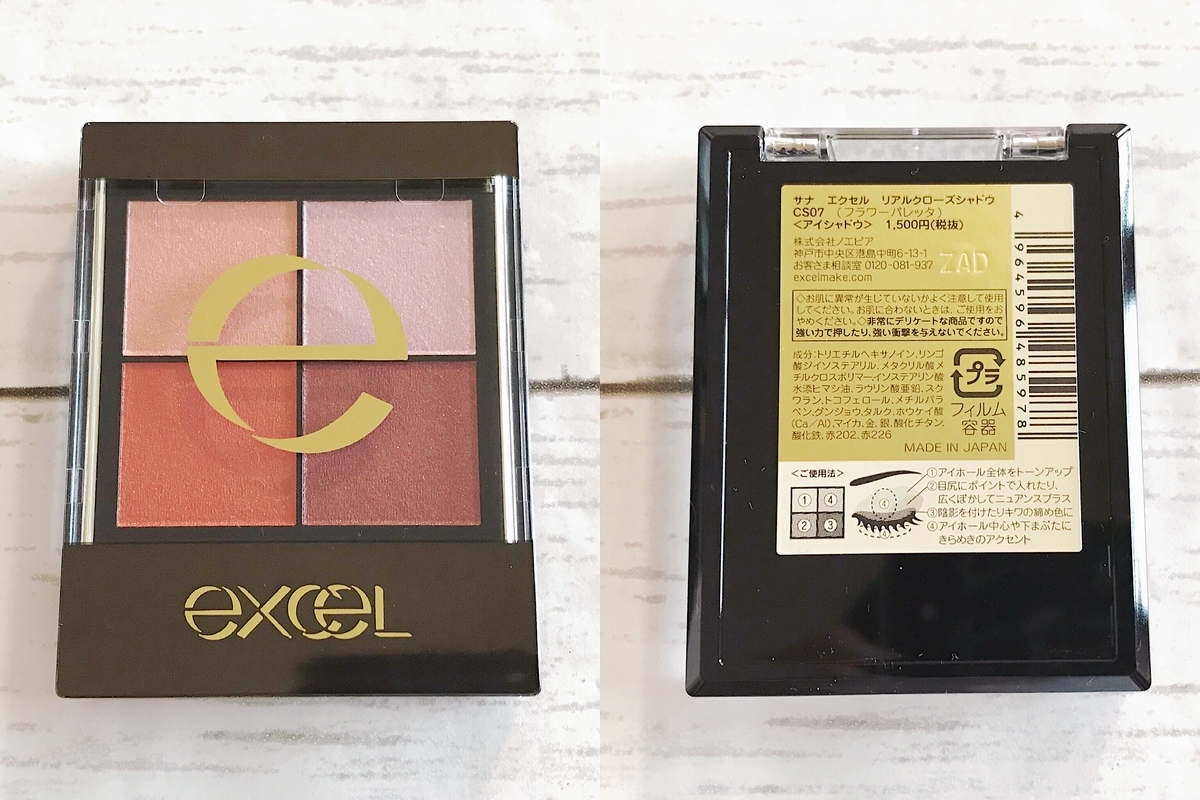 e
excel
サナ エクセル リアルクローズシャドウ
CS07 (フラワーバレッタ)
<アイシャドウ> 1,500円(税抜)
株式会社ノエビア
神戸市中央区港島中町6-13-1
お客さま相談室 0120-081-937
excelmake.com
ZAD
◇お肌に異常が生じていないかよく注意して使用
してください。お肌に合わないときは、ご使用をお
やめください。◇非常にデリケートな商品ですので
強い力で押したり、強い衝撃を与えないでください。
成分:トリエチルヘキサノイン、リンゴ
酸ジイソステアリル、メタクリル酸メ
チルクロスポリマー、イソステアリン酸
水添ヒマシ油、ラウリン酸亜鉛、スク
ワラン、トコフェロール、メチルパラ
ベン、グンジョウ、タルク、ホウケイ酸
(Ca/Al)、マイカ、金、銀、酸化チタン、
酸化鉄、赤202、赤226
プラ
フィルム
容器
MADE IN JAPAN
4 964596 485978
<ご使用法>
① ④
② ③
④
④
①アイホール全体をトーンアップ
②目尻にポイントで入れたり、
広くぼかしてニュアンスプラス
③陰影を付けたりキワの締め色に
④アイホール中心や下まぶたに
きらめきのアクセント